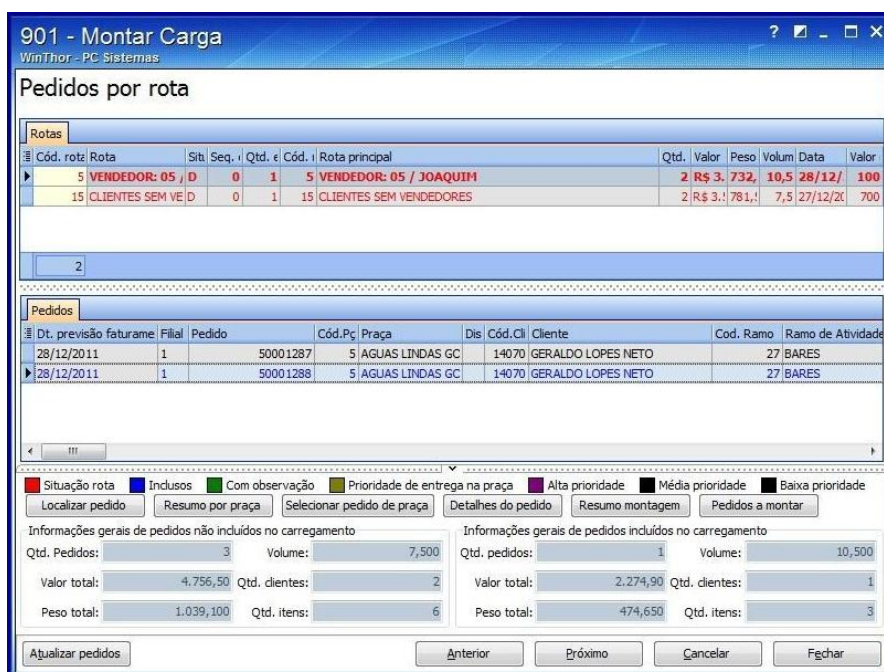 901 - Montar Carga
WinThor - PC Sistemas
Pedidos por rota
Rotas
Cód. rota Rota Sit Seq. Qtd. e Cód. Rota principal Qtd. Valor Peso Volum Data Valor
5 VENDEDOR: 05 / D 0 1 5 VENDEDOR: 05 / JOAQUIM 2 R$ 3. 732, 10,5 28/12/ 100
15 CLIENTES SEM VE D 0 1 15 CLIENTES SEM VENDEDORES 2 R$ 3. 781, 7,5 27/12/20 700
2
Pedidos
Dt. previsão faturame Filial Pedido Cód.Pç Praça Dis Cód.Cli Cliente Cod. Ramo Ramo de Atividade
28/12/2011 1 50001287 5 AGUAS LINDAS GO 14070 GERALDO LOPES NETO 27 BARES
28/12/2011 1 50001288 5 AGUAS LINDAS GO 14070 GERALDO LOPES NETO 27 BARES
Situação rota Inclusos Com observação Prioridade de entrega na praça Alta prioridade Média prioridade Baixa prioridade
Localizar pedido Resumo por praça Selecionar pedido de praça Detalhes do pedido Resumo montagem Pedidos a montar
Informações gerais de pedidos não incluídos no carregamento Informações gerais de pedidos incluídos no carregamento
Qtd. Pedidos: 3 Volume: 7,500 Qtd. pedidos: 1 Volume: 10,500
Valor total: 4.756,50 Qtd. clientes: 2 Valor total: 2.274,90 Qtd. clientes: 1
Peso total: 1.039,100 Qtd. itens: 6 Peso total: 474,650 Qtd. itens: 3
Atualizar pedidos Anterior Próximo Cancelar Fechar